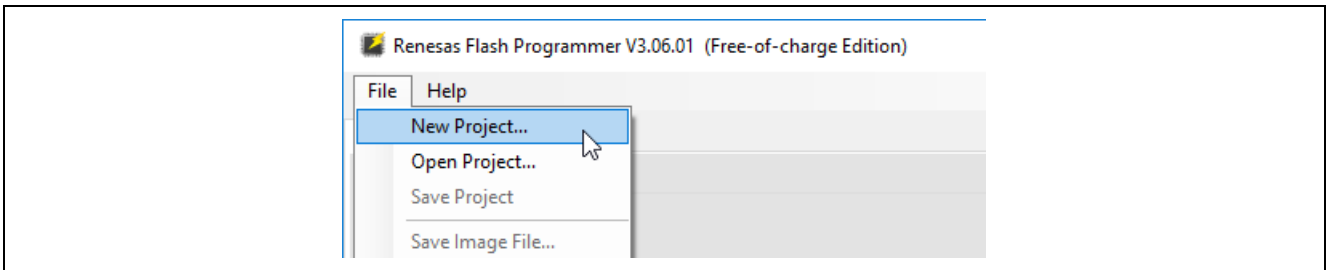 Renesas Flash Programmer V3.06.01 (Free-of-charge Edition)
File Help
New Project...
Open Project...
Save Project
Save Image File...